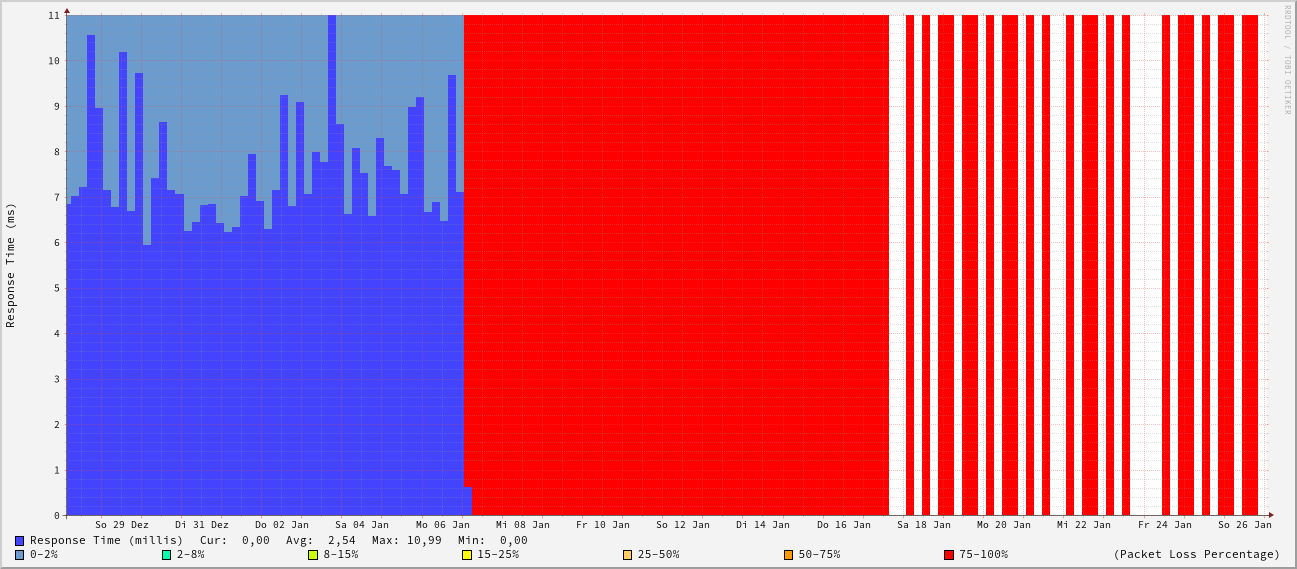 RRDTOOL / TOBI OETIKER
Response Time (ms)
11
10
9
8
7
6
5
4
3
2
1
0
So 29 Dez Di 31 Dez Do 02 Jan Sa 04 Jan Mo 06 Jan Mi 08 Jan Fr 10 Jan So 12 Jan Di 14 Jan Do 16 Jan Sa 18 Jan Mo 20 Jan Mi 22 Jan Fr 24 Jan So 26 Jan
Response Time (millis) Cur: 0,00 Avg: 2,54 Max: 10,99 Min: 0,00
0-2% 2-8% 8-15% 15-25% 25-50% 50-75% 75-100% (Packet Loss Percentage)